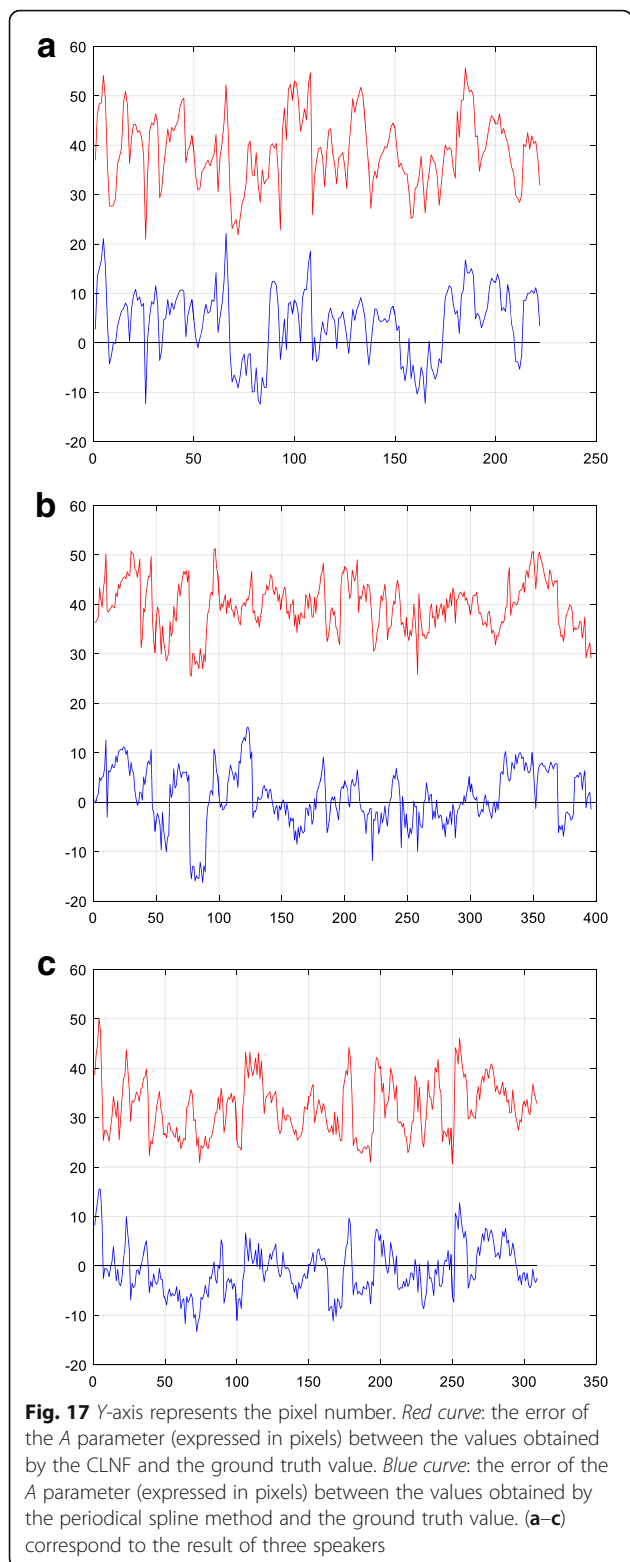 a
60
50
40
30
20
10
0
-10
-20
0 50 100 150 200 250
b
60
50
40
30
20
10
0
-10
-20
0 50 100 150 200 250 300 350 400
c
60
50
40
30
20
10
0
-10
-20
0 50 100 150 200 250 300 350
Fig. 17 Y-axis represents the pixel number. Red curve: the error of
the A parameter (expressed in pixels) between the values obtained
by the CLNF and the ground truth value. Blue curve: the error of the
A parameter (expressed in pixels) between the values obtained by
the periodical spline method and the ground truth value. (a–c)
correspond to the result of three speakers